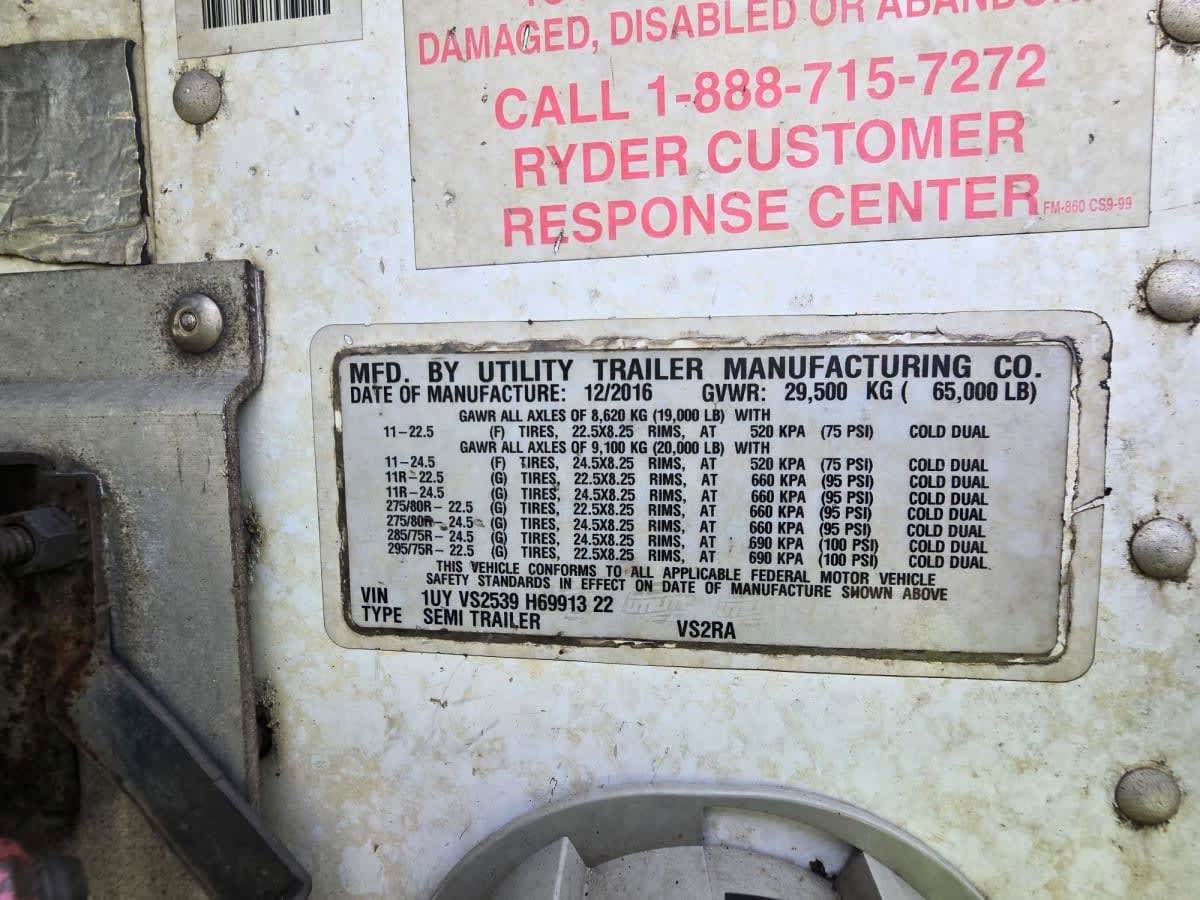 DAMAGED, DISABLED OR
CALL 1-888-715-7272
RYDER CUSTOMER
RESPONSE CENTER
FM-860 CS9-99
MFD. BY UTILITY TRAILER MANUFACTURING CO.
DATE OF MANUFACTURE: 12/2016 GVWR: 29,500 KG ( 65,000 LB)
GAWR ALL AXLES OF 8,620 KG (19,000 LB) WITH
11-22.5 (F) TIRES, 22.5X8.25 RIMS, AT 520 KPA (75 PSI) COLD DUAL
GAWR ALL AXLES OF 9,100 KG (20,000 LB) WITH
11-24.5 (F) TIRES, 24.5X8.25 RIMS, AT 520 KPA (75 PSI) COLD DUAL
11R-22.5 (G) TIRES, 22.5X8.25 RIMS, AT 660 KPA (95 PSI) COLD DUAL
11R-24.5 (G) TIRES, 24.5X8.25 RIMS, AT 660 KPA (95 PSI) COLD DUAL
275/80R- 22.5 (G) TIRES, 22.5X8.25 RIMS, AT 660 KPA (95 PSI) COLD DUAL
275/80R- 24.5 (G) TIRES, 24.5X8.25 RIMS, AT 660 KPA (95 PSI) COLD DUAL
285/75R- 24.5 (G) TIRES, 24.5X8.25 RIMS, AT 690 KPA (100 PSI) COLD DUAL
295/75R- 22.5 (G) TIRES, 22.5X8.25 RIMS, AT 690 KPA (100 PSI) COLD DUAL
THIS VEHICLE CONFORMS TO ALL APPLICABLE FEDERAL MOTOR VEHICLE
SAFETY STANDARDS IN EFFECT ON DATE OF MANUFACTURE SHOWN ABOVE
VIN 1UY VS2539 H69913 22
TYPE SEMI TRAILER VS2RA